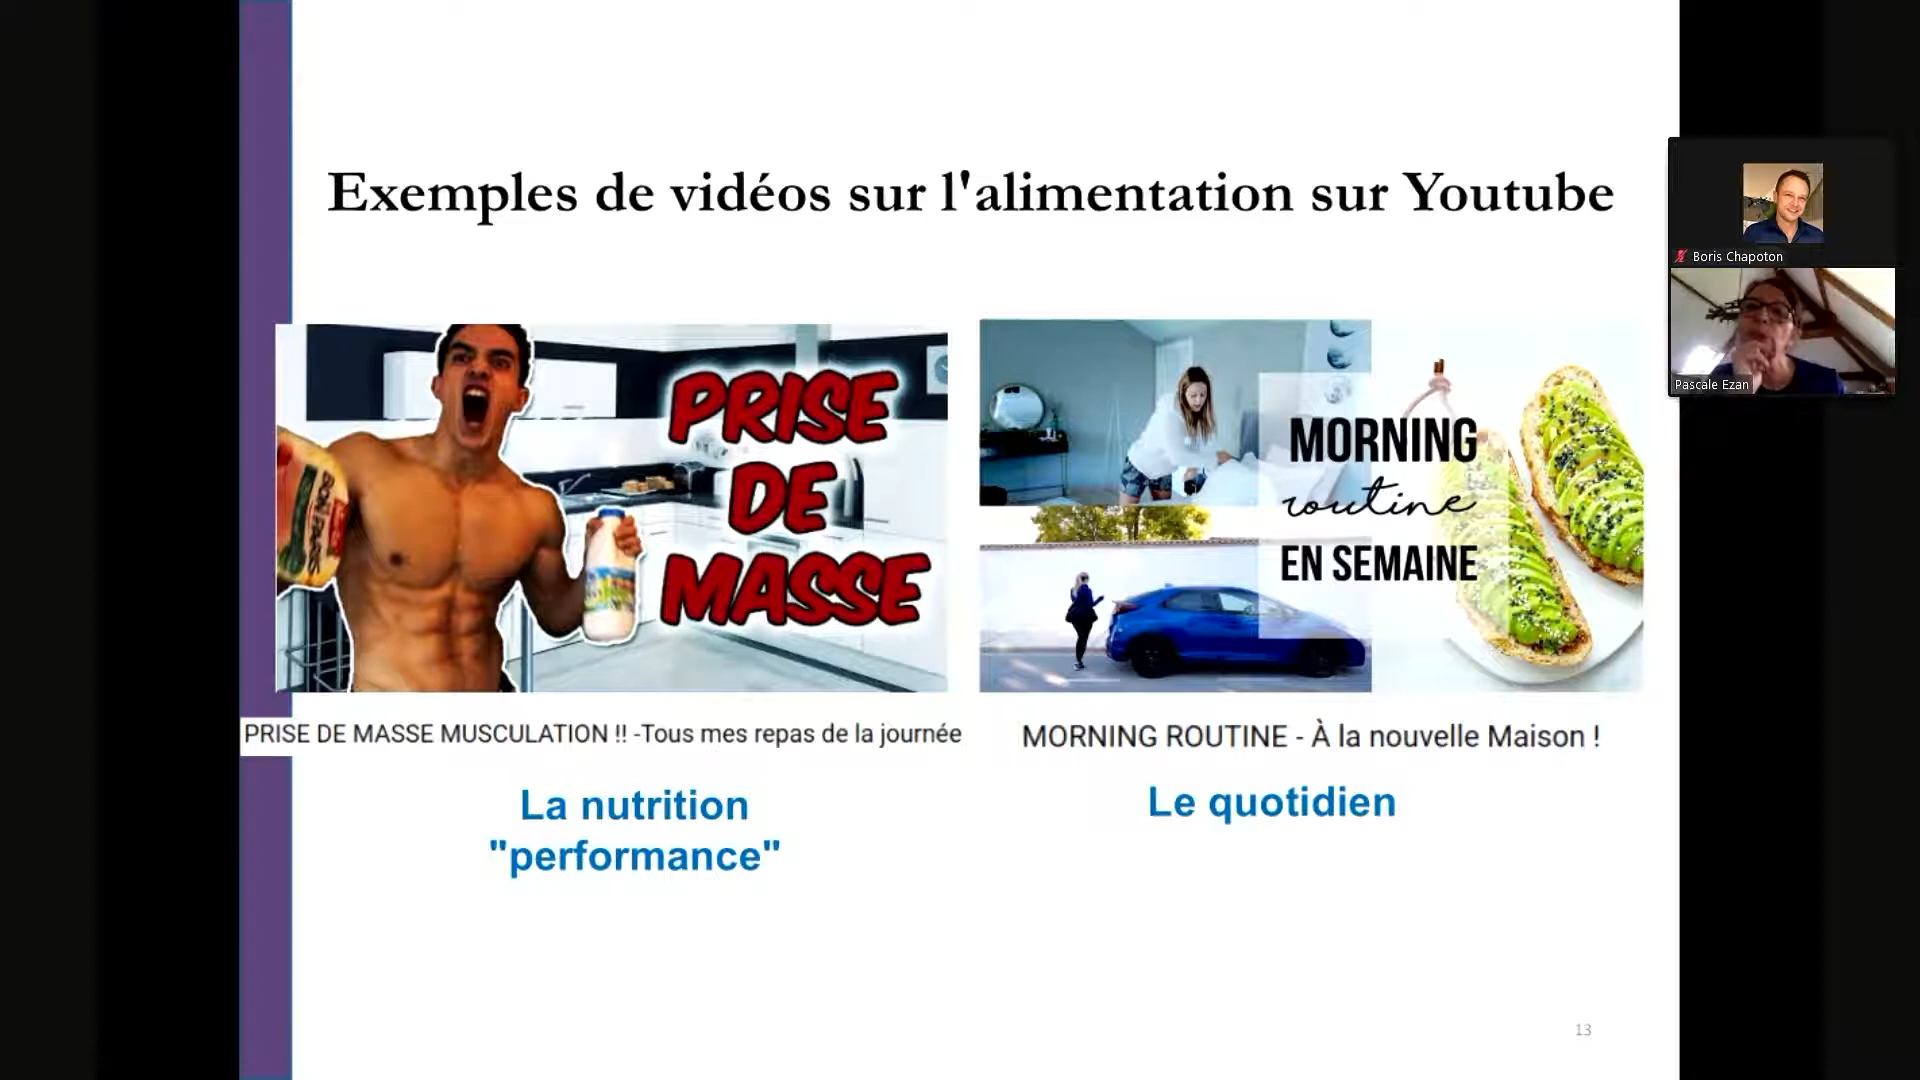 Exemples de vidéos sur l'alimentation sur Youtube
Boris Chapoton
Pascale Ezan
PRISE
DE
MASSE
MORNING
routine
EN SEMAINE
PRISE DE MASSE MUSCULATION !! -Tous mes repas de la journée
MORNING ROUTINE - À la nouvelle Maison !
La nutrition
"performance"
Le quotidien
13